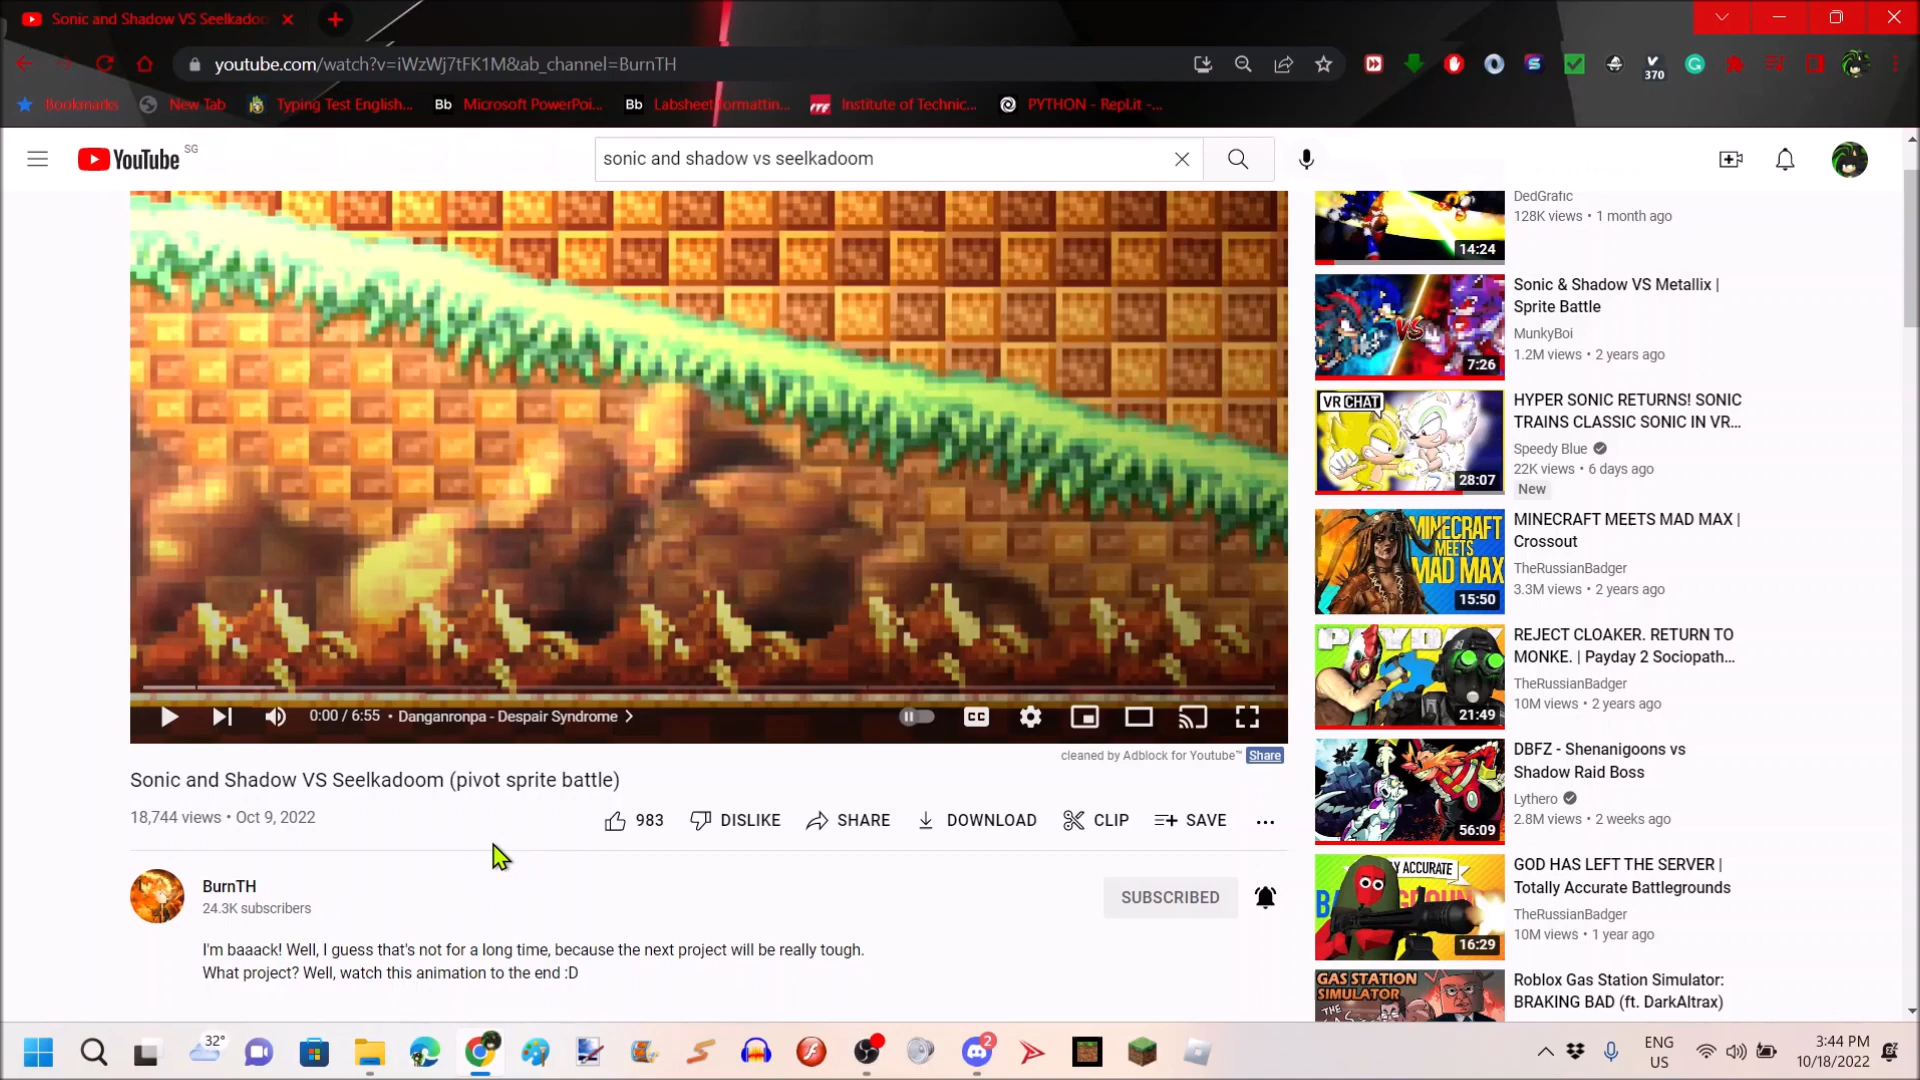 Sonic and Shadow VS Seelkadoo
youtube.com/watch?v=iWzWj7tFK1M&ab_channel=BurnTH
370
Bookmarks
New Tab
Typing Test English...
Bb Microsoft PowerPoi...
Bb Labsheet formattin...
Institute of Technic...
PYTHON - Repl.it -...
YouTube SG
sonic and shadow vs seelkadoom
0:00 / 6:55 • Danganronpa - Despair Syndrome
CC
cleaned by Adblock for Youtube™ Share
Sonic and Shadow VS Seelkadoom (pivot sprite battle)
18,744 views • Oct 9, 2022
983 DISLIKE SHARE DOWNLOAD CLIP SAVE
BurnTH
24.3K subscribers
SUBSCRIBED
I'm baaack! Well, I guess that's not for a long time, because the next project will be really tough.
What project? Well, watch this animation to the end :D
14:24
DedGrafic
128K views • 1 month ago
VS
7:26
Sonic & Shadow VS Metallix |
Sprite Battle
MunkyBoi
1.2M views • 2 years ago
VR CHAT
28:07
HYPER SONIC RETURNS! SONIC
TRAINS CLASSIC SONIC IN VR...
Speedy Blue
22K views • 6 days ago
New
MINECRAFT
MEETS
MAD MAX
15:50
MINECRAFT MEETS MAD MAX |
Crossout
TheRussianBadger
3.3M views • 2 years ago
PAYDAY
21:49
REJECT CLOAKER. RETURN TO
MONKE. | Payday 2 Sociopath...
TheRussianBadger
10M views • 2 years ago
56:09
DBFZ - Shenanigoons vs
Shadow Raid Boss
Lythero
2.8M views • 2 weeks ago
ACCURATE
16:29
GOD HAS LEFT THE SERVER |
Totally Accurate Battlegrounds
TheRussianBadger
10M views • 1 year ago
GAS STATION
SIMULATOR
THE
Roblox Gas Station Simulator:
BRAKING BAD (ft. DarkAltrax)
32°
2
ENG
US
3:44 PM
10/18/2022